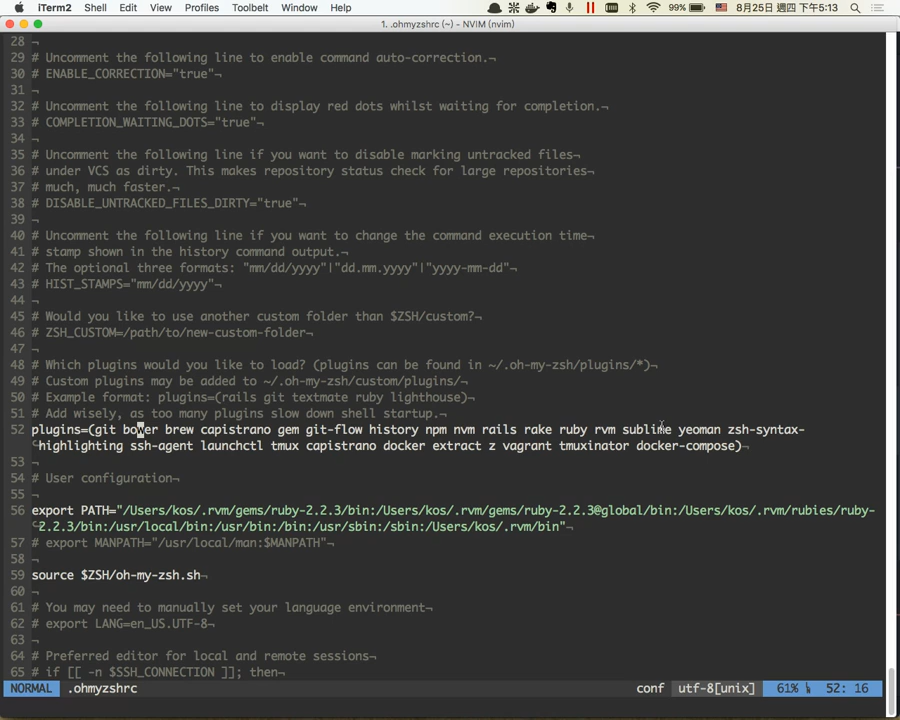 iTerm2 Shell Edit View Profiles Toolbelt Window Help 99% 8月25日 週四 下午5:13
1. .ohmyzshrc (~) - NVIM (nvim)
28 ¬
29 # Uncomment the following line to enable command auto-correction.¬
30 # ENABLE_CORRECTION="true"¬
31 ¬
32 # Uncomment the following line to display red dots whilst waiting for completion.¬
33 # COMPLETION_WAITING_DOTS="true"¬
34 ¬
35 # Uncomment the following line if you want to disable marking untracked files¬
36 # under VCS as dirty. This makes repository status check for large repositories¬
37 # much, much faster.¬
38 # DISABLE_UNTRACKED_FILES_DIRTY="true"¬
39 ¬
40 # Uncomment the following line if you want to change the command execution time¬
41 # stamp shown in the history command output.¬
42 # The optional three formats: "mm/dd/yyyy"|"dd.mm.yyyy"|"yyyy-mm-dd"¬
43 # HIST_STAMPS="mm/dd/yyyy"¬
44 ¬
45 # Would you like to use another custom folder than $ZSH/custom?¬
46 # ZSH_CUSTOM=/path/to/new-custom-folder¬
47 ¬
48 # Which plugins would you like to load? (plugins can be found in ~/.oh-my-zsh/plugins/*)¬
49 # Custom plugins may be added to ~/.oh-my-zsh/custom/plugins/¬
50 # Example format: plugins=(rails git textmate ruby lighthouse)¬
51 # Add wisely, as too many plugins slow down shell startup.¬
52 plugins=(git bower brew capistrano gem git-flow history npm nvm rails rake ruby rvm sublime yeoman zsh-syntax-
highlighting ssh-agent launchctl tmux capistrano docker extract z vagrant tmuxinator docker-compose)¬
53 ¬
54 # User configuration¬
55 ¬
56 export PATH="/Users/kos/.rvm/gems/ruby-2.2.3/bin:/Users/kos/.rvm/gems/ruby-2.2.3@global/bin:/Users/kos/.rvm/rubies/ruby-
2.2.3/bin:/usr/local/bin:/usr/bin:/bin:/usr/sbin:/sbin:/Users/kos/.rvm/bin"¬
57 # export MANPATH="/usr/local/man:$MANPATH"¬
58 ¬
59 source $ZSH/oh-my-zsh.sh¬
60 ¬
61 # You may need to manually set your language environment¬
62 # export LANG=en_US.UTF-8¬
63 ¬
64 # Preferred editor for local and remote sessions¬
65 # if [[ -n $SSH_CONNECTION ]]; then¬
NORMAL .ohmyzshrc conf utf-8[unix] 61% 52: 16